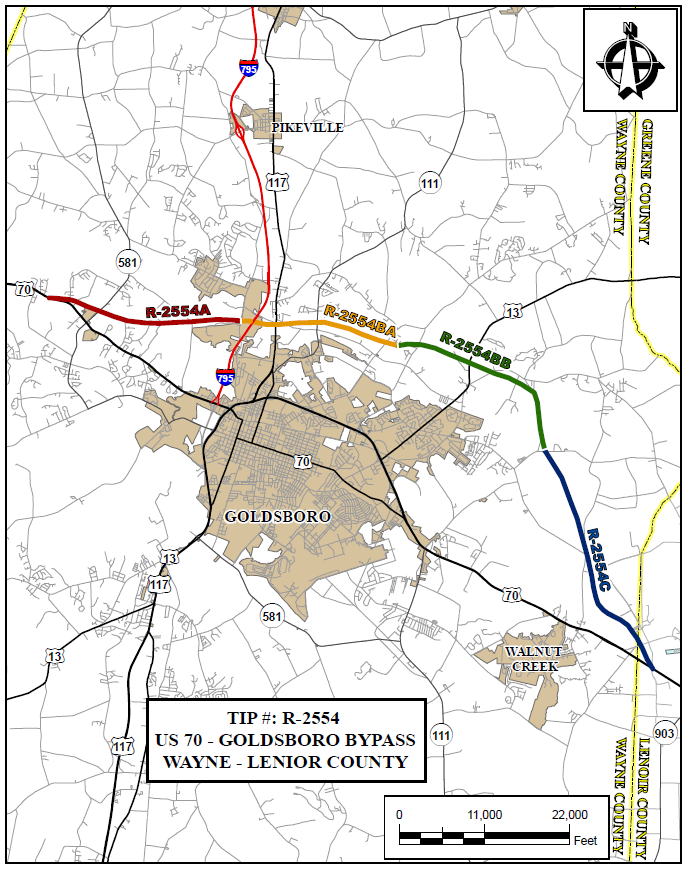 N
795
PIKEVILLE
117
111
WAYNE COUNTY
GREENE COUNTY
581
70
R-2554A
R-2554BA
13
R-2554BB
795
70
GOLDSBORO
R-2554C
13
117
70
581
13
WALNUT
CREEK
TIP #: R-2554
US 70 - GOLDSBORO BYPASS
WAYNE - LENIOR COUNTY
117
111
903
WAYNE COUNTY
LENOIR COUNTY
0 11,000 22,000
Feet